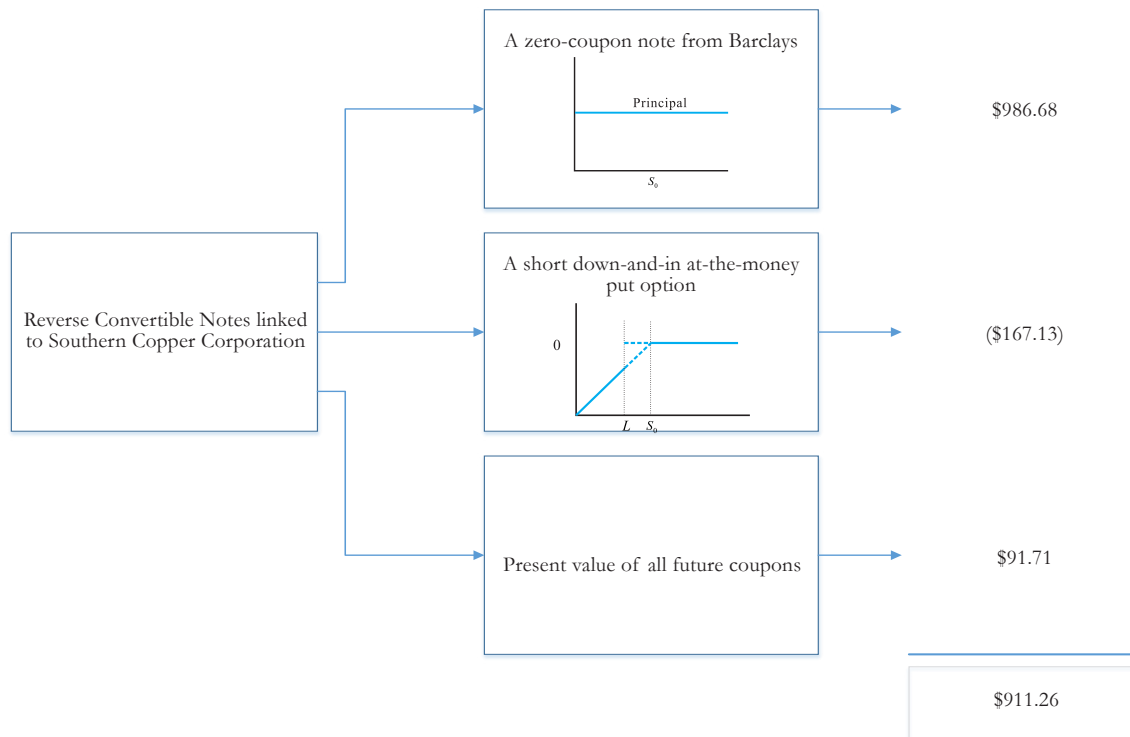 A zero-coupon note from Barclays
Principal
S₀
$986.68
Reverse Convertible Notes linked
to Southern Copper Corporation
A short down-and-in at-the-money
put option
0
L S₀
($167.13)
Present value of all future coupons
$91.71
$911.26